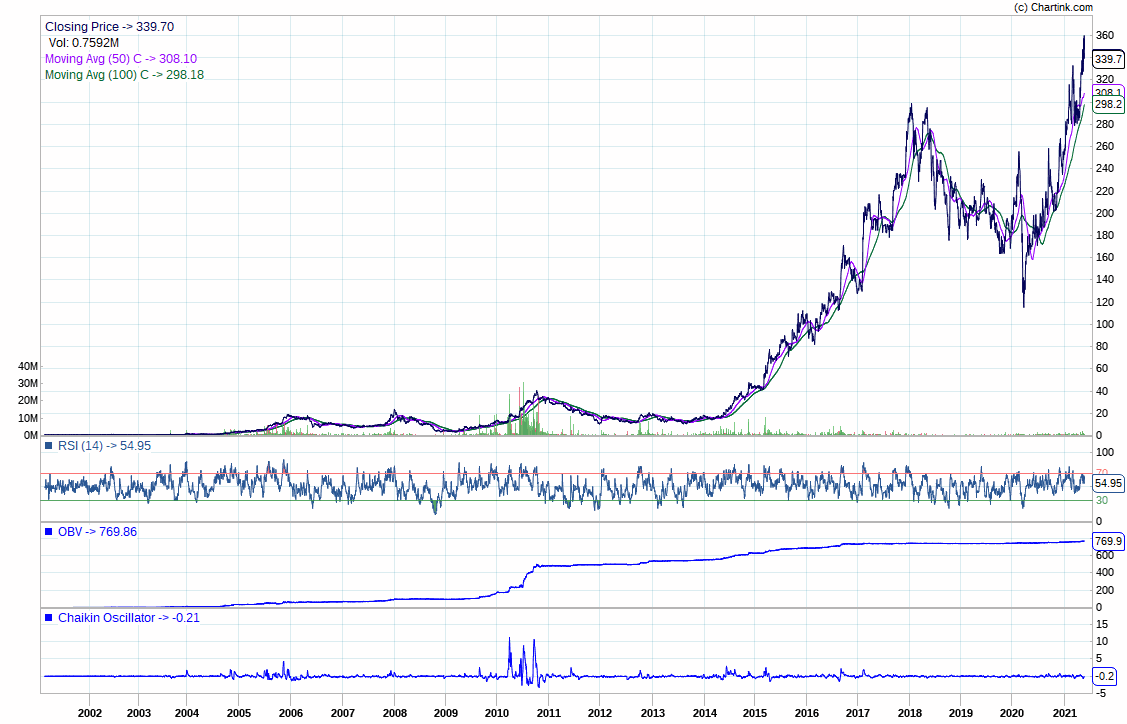 (c) Chartink.com
Closing Price -> 339.70
Vol: 0.7592M
Moving Avg (50) C -> 308.10
Moving Avg (100) C -> 298.18
360
339.7
320
308.1
298.2
280
260
240
220
200
180
160
140
120
100
80
60
40
20
0
40M
30M
20M
10M
0M
RSI (14) -> 54.95
100
70
54.95
30
0
OBV -> 769.86
769.9
600
400
200
0
Chaikin Oscillator -> -0.21
15
10
5
-0.2
-5
2002 2003 2004 2005 2006 2007 2008 2009 2010 2011 2012 2013 2014 2015 2016 2017 2018 2019 2020 2021